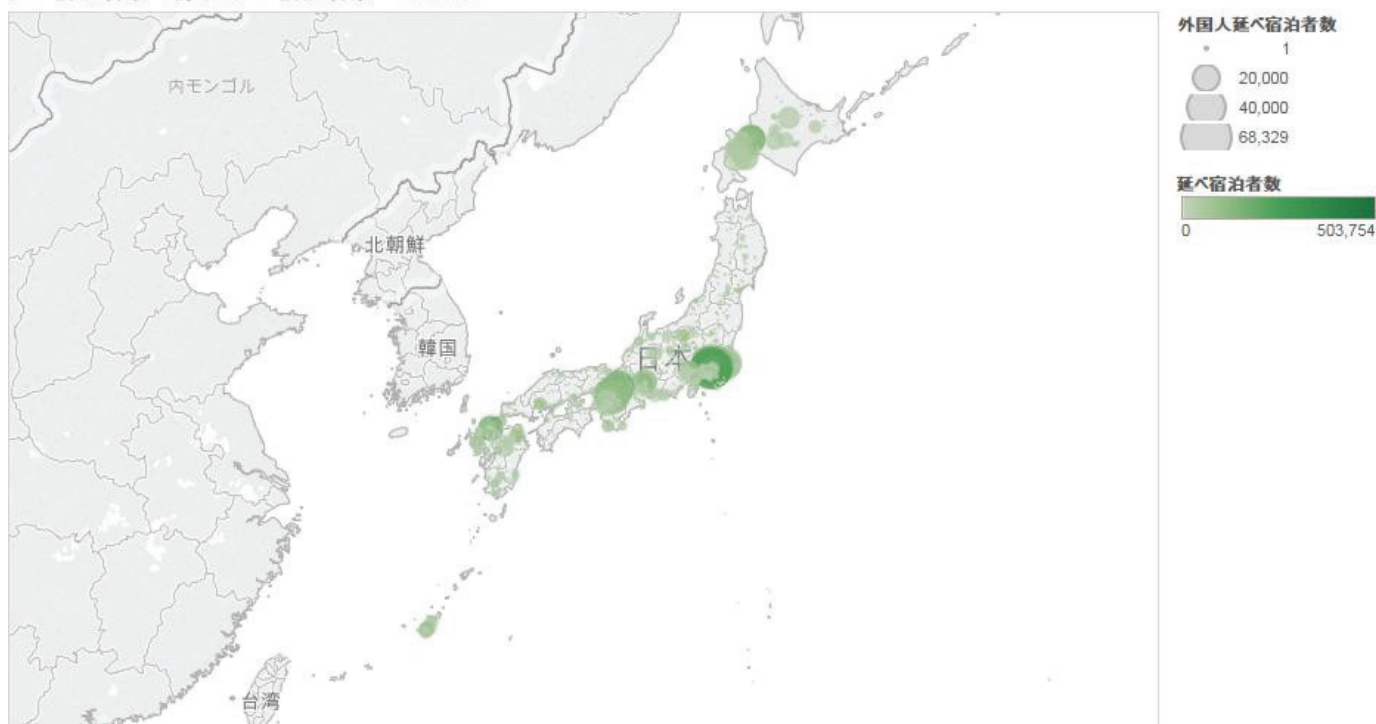 内モンゴル
北朝鮮
韓国
日本
台湾
外国人延べ宿泊者数
1
20,000
40,000
68,329
延べ宿泊者数
0 503,754